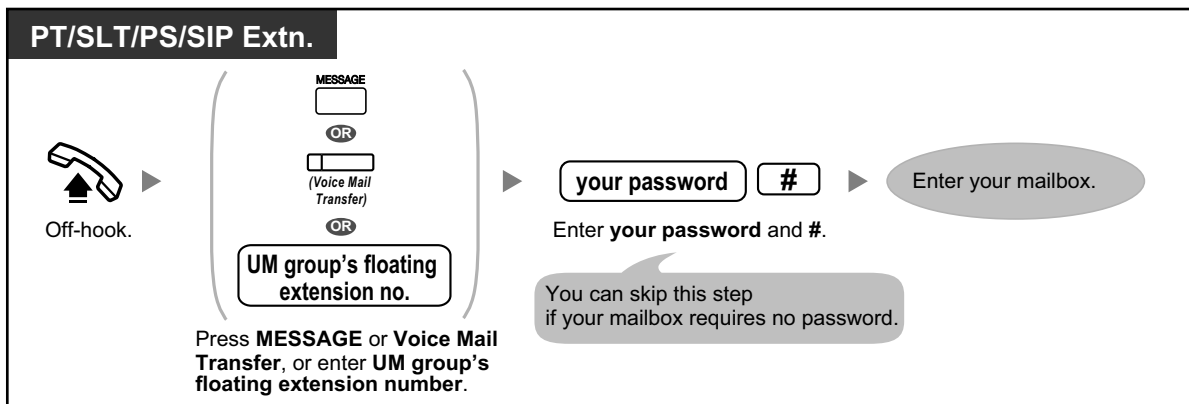 PT/SLT/PS/SIP Extn.
Off-hook.
MESSAGE
OR
(Voice Mail
Transfer)
OR
UM group's floating
extension no.
Press MESSAGE or Voice Mail
Transfer, or enter UM group's
floating extension number.
your password #
Enter your password and #.
You can skip this step
if your mailbox requires no password.
Enter your mailbox.